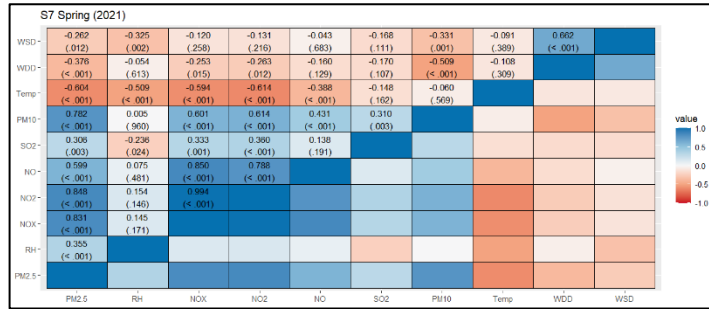 S7 Spring (2021)
WSD -0.262 -0.325 -0.120 -0.131 -0.043 -0.168 -0.331 -0.091 0.662
(.012) (.002) (.258) (.216) (.683) (.111) (.001) (.389) (< .001)
WDD -0.376 -0.054 -0.253 -0.263 -0.160 -0.170 -0.509 -0.108
(< .001) (.613) (.015) (.012) (.129) (.107) (< .001) (.309)
Temp -0.604 -0.509 -0.594 -0.614 -0.388 -0.148 -0.060
(< .001) (< .001) (< .001) (< .001) (< .001) (.162) (.569)
PM10 0.782 0.005 0.601 0.614 0.431 0.310
(< .001) (.960) (< .001) (< .001) (< .001) (.003)
SO2 0.306 -0.236 0.333 0.360 0.138
(.003) (.024) (.001) (< .001) (.191)
NO 0.599 0.075 0.850 0.788
(< .001) (.481) (< .001) (< .001)
NO2 0.848 0.154 0.994
(< .001) (.146) (< .001)
NOX 0.831 0.145
(< .001) (.171)
RH 0.355
(< .001)
PM2.5
PM2.5 RH NOX NO2 NO SO2 PM10 Temp WDD WSD
value
1.0
0.5
0.0
-0.5
-1.0